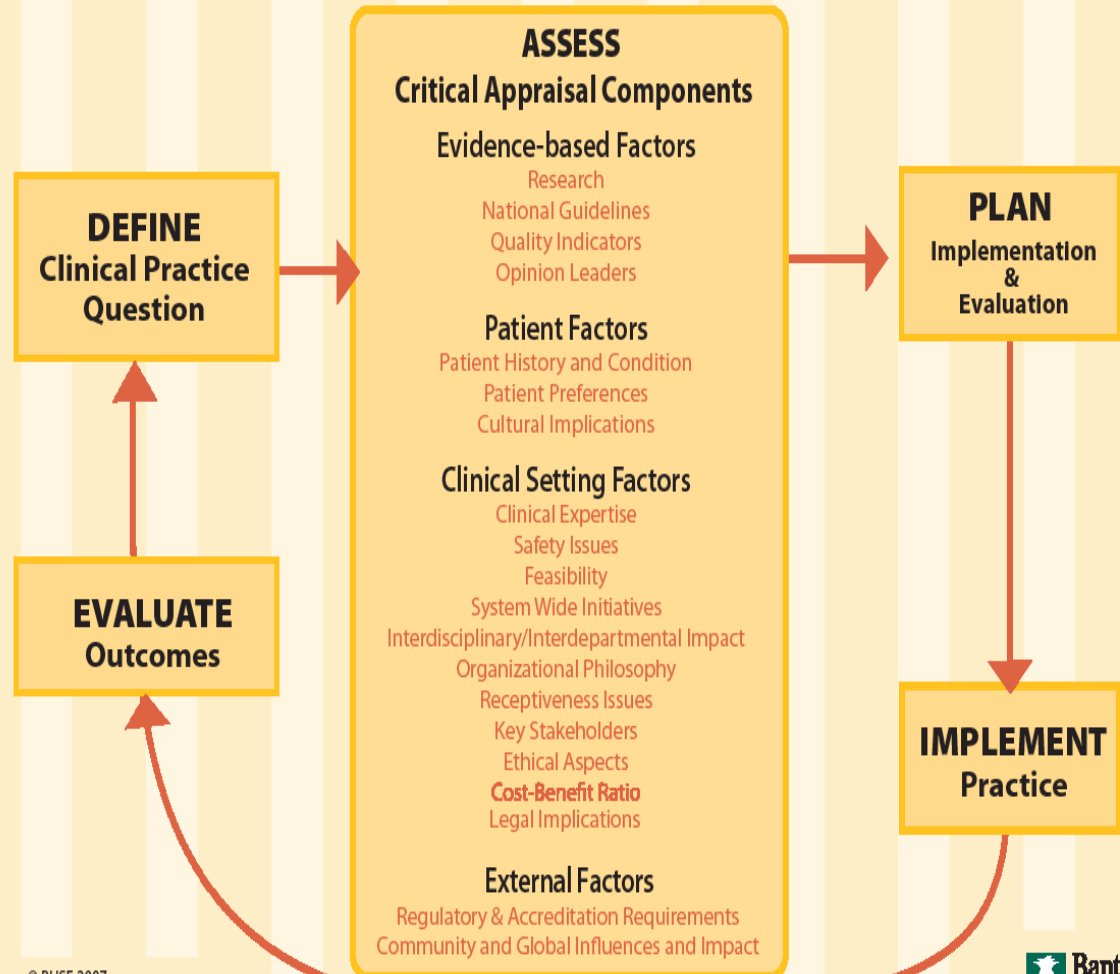 DEFINE
Clinical Practice
Question
ASSESS
Critical Appraisal Components
Evidence-based Factors
Research
National Guidelines
Quality Indicators
Opinion Leaders
Patient Factors
Patient History and Condition
Patient Preferences
Cultural Implications
Clinical Setting Factors
Clinical Expertise
Safety Issues
Feasibility
System Wide Initiatives
Interdisciplinary/Interdepartmental Impact
Organizational Philosophy
Receptiveness Issues
Key Stakeholders
Ethical Aspects
Cost-Benefit Ratio
Legal Implications
External Factors
Regulatory & Accreditation Requirements
Community and Global Influences and Impact
PLAN
Implementation
&
Evaluation
IMPLEMENT
Practice
EVALUATE
Outcomes